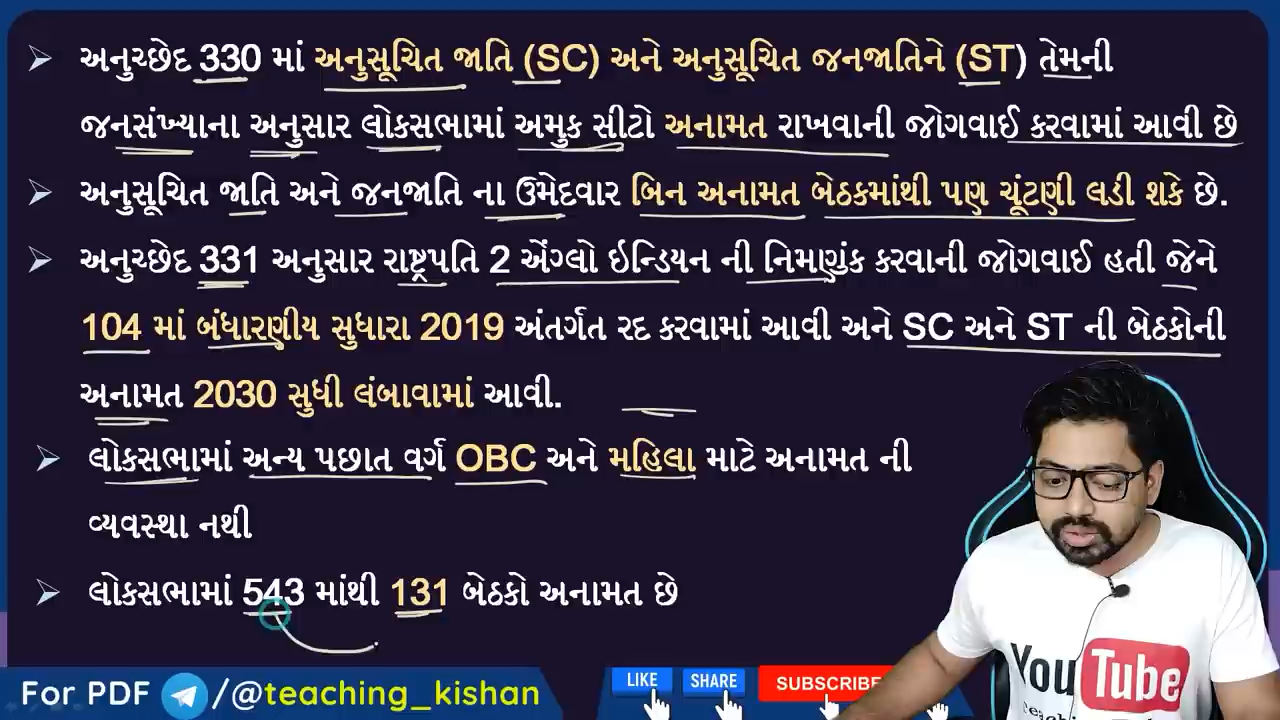 ➢ અનુચ્છેદ 330 માં અનુસૂચિત જાતિ (SC) અને અનુસૂચિત જનજાતિને (ST) તેમની
જનસંખ્યાના અનુસાર લોકસભામાં અમુક સીટો અનામત રાખવાની જોગવાઈ કરવામાં આવી છે
➢ અનુસૂચિત જાતિ અને જનજાતિ ના ઉમેદવાર બિન અનામત બેઠકમાંથી પણ ચૂંટણી લડી શકે છે.
➢ અનુચ્છેદ 331 અનુસાર રાષ્ટ્રપતિ 2 એંગ્લો ઇન્ડિયન ની નિમણુંક કરવાની જોગવાઈ હતી જેને
104 માં બંધારણીય સુધારા 2019 અંતર્ગત રદ કરવામાં આવી અને SC અને ST ની બેઠકોની
અનામત 2030 સુધી લંબાવામાં આવી.
➢ લોકસભામાં અન્ય પછાત વર્ગ OBC અને મહિલા માટે અનામત ની
વ્યવસ્થા નથી
➢ લોકસભામાં 543 માંથી 131 બેઠકો અનામત છે
For PDF /@teaching_kishan
LIKE SHARE SUBSCRIBE
You Tube